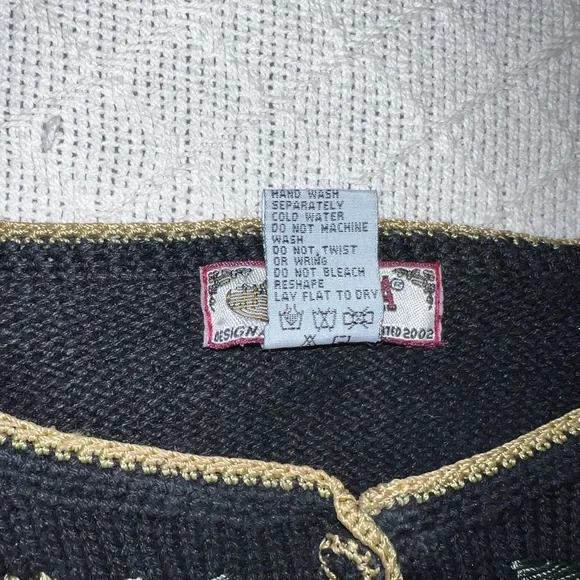 HAND WASH
SEPARATELY
COLD WATER
DO NOT MACHINE
WASH
DO NOT TWIST
OR WRING
DO NOT BLEACH
RESHAPE
LAY FLAT TO DRY
A®
DESIGN 2002